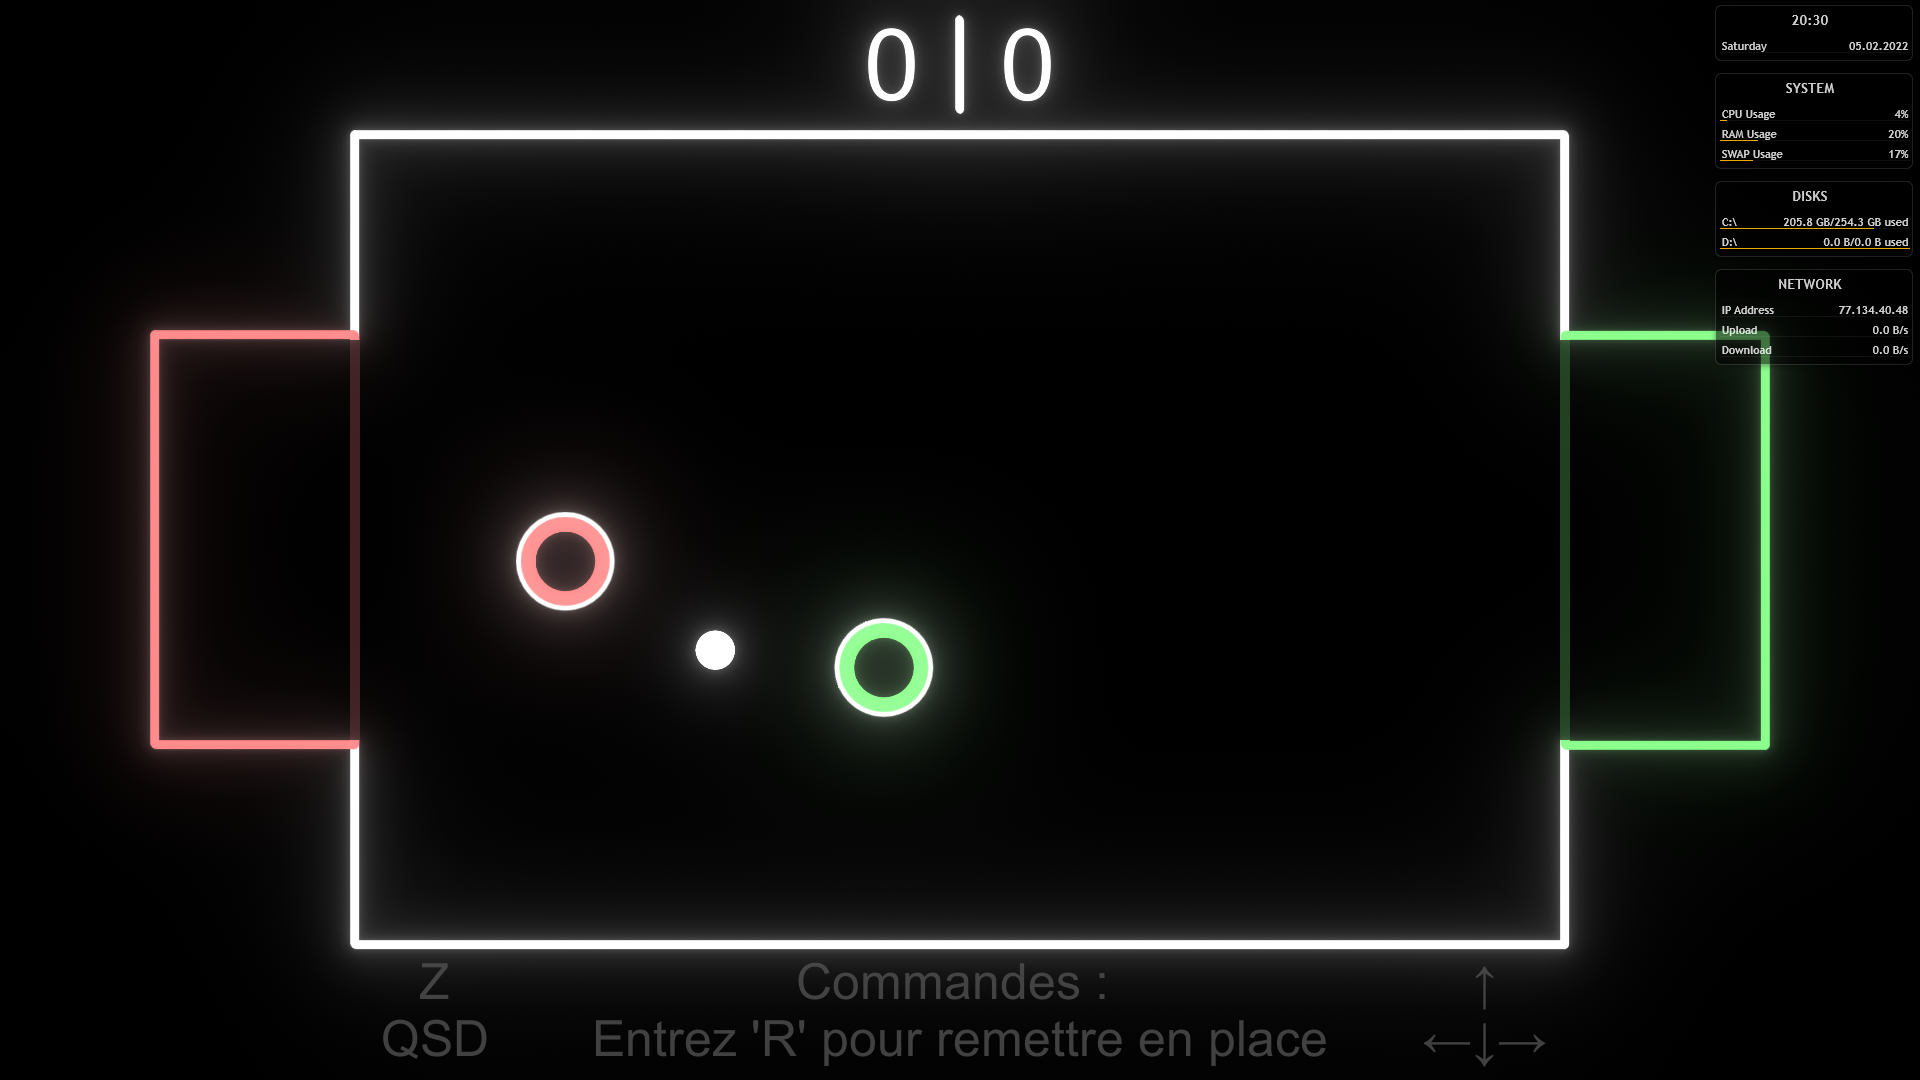 0 | 0
20:30
Saturday 05.02.2022
SYSTEM
CPU Usage 4%
RAM Usage 20%
SWAP Usage 17%
DISKS
C:\ 205.8 GB/254.3 GB used
D:\ 0.0 B/0.0 B used
NETWORK
IP Address 77.134.40.48
Upload 0.0 B/s
Download 0.0 B/s
Z Commandes : ↑
QSD Entrez 'R' pour remettre en place ←↓→